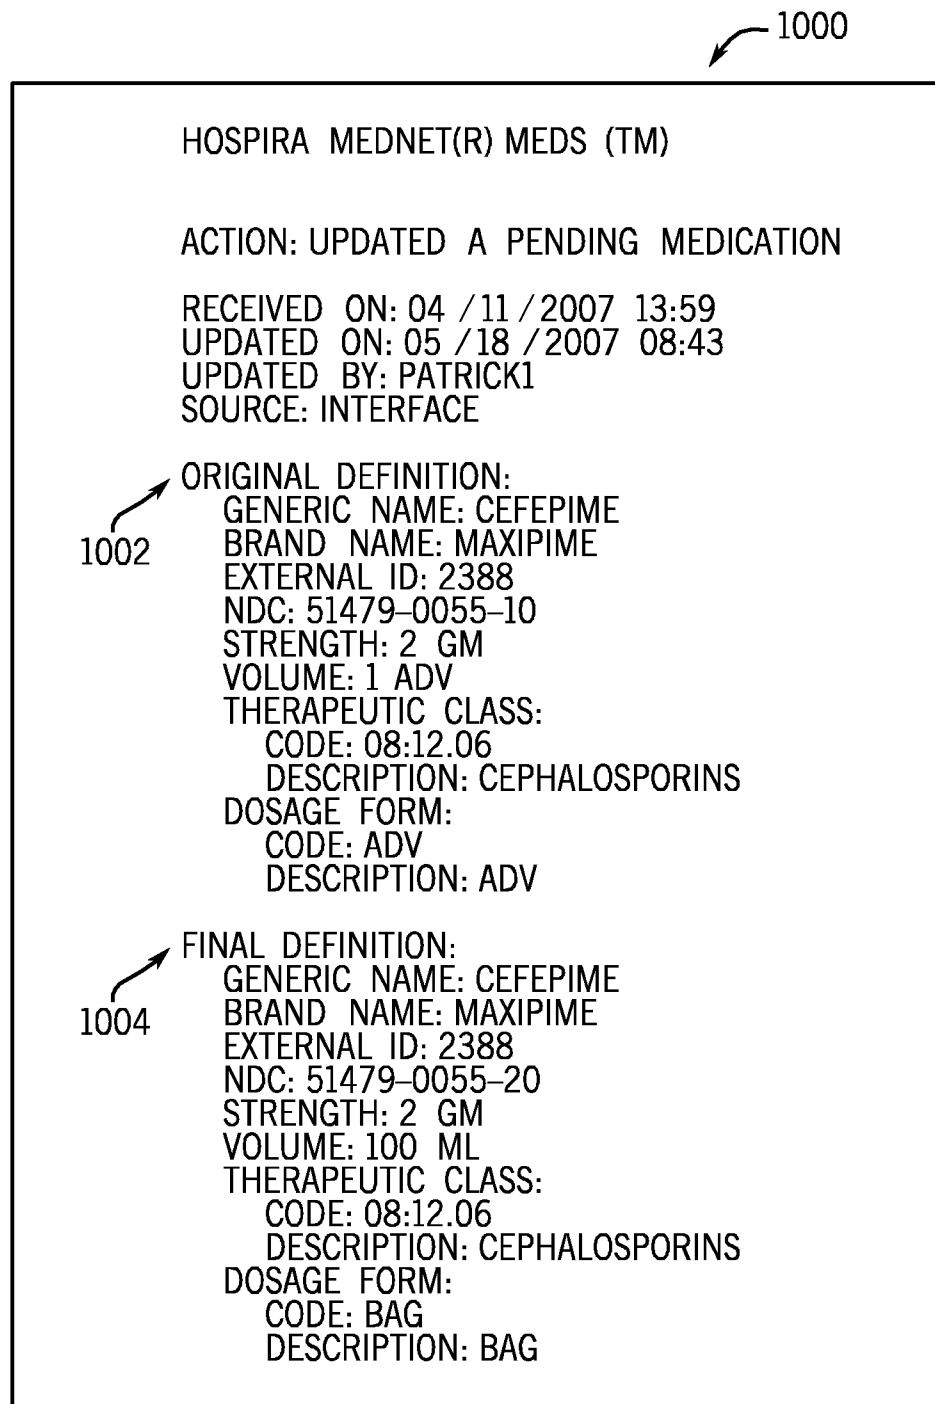 1000
HOSPIRA MEDNET(R) MEDS (TM)
ACTION: UPDATED A PENDING MEDICATION
RECEIVED ON: 04 /11 /2007 13:59
UPDATED ON: 05 /18 /2007 08:43
UPDATED BY: PATRICK1
SOURCE: INTERFACE
1002
ORIGINAL DEFINITION:
GENERIC NAME: CEFEPIME
BRAND NAME: MAXIPIME
EXTERNAL ID: 2388
NDC: 51479–0055–10
STRENGTH: 2 GM
VOLUME: 1 ADV
THERAPEUTIC CLASS:
CODE: 08:12.06
DESCRIPTION: CEPHALOSPORINS
DOSAGE FORM:
CODE: ADV
DESCRIPTION: ADV
1004
FINAL DEFINITION:
GENERIC NAME: CEFEPIME
BRAND NAME: MAXIPIME
EXTERNAL ID: 2388
NDC: 51479–0055–20
STRENGTH: 2 GM
VOLUME: 100 ML
THERAPEUTIC CLASS:
CODE: 08:12.06
DESCRIPTION: CEPHALOSPORINS
DOSAGE FORM:
CODE: BAG
DESCRIPTION: BAG